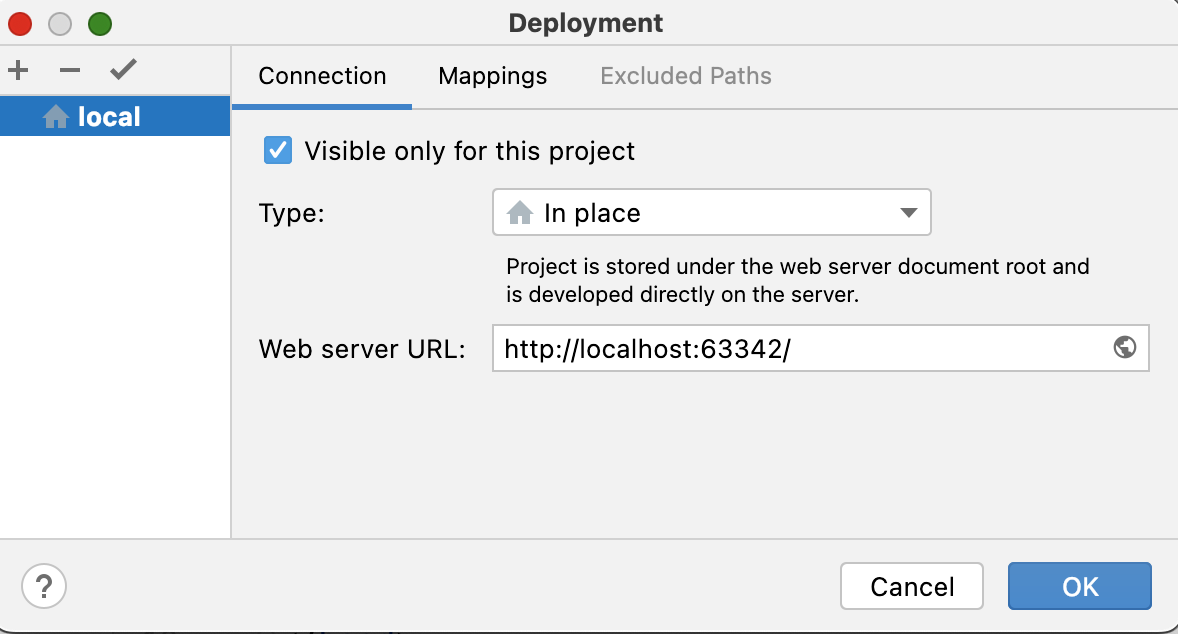 Deployment
local
Connection Mappings Excluded Paths
Visible only for this project
Type: In place
Project is stored under the web server document root and
is developed directly on the server.
Web server URL: http://localhost:63342/
? Cancel OK